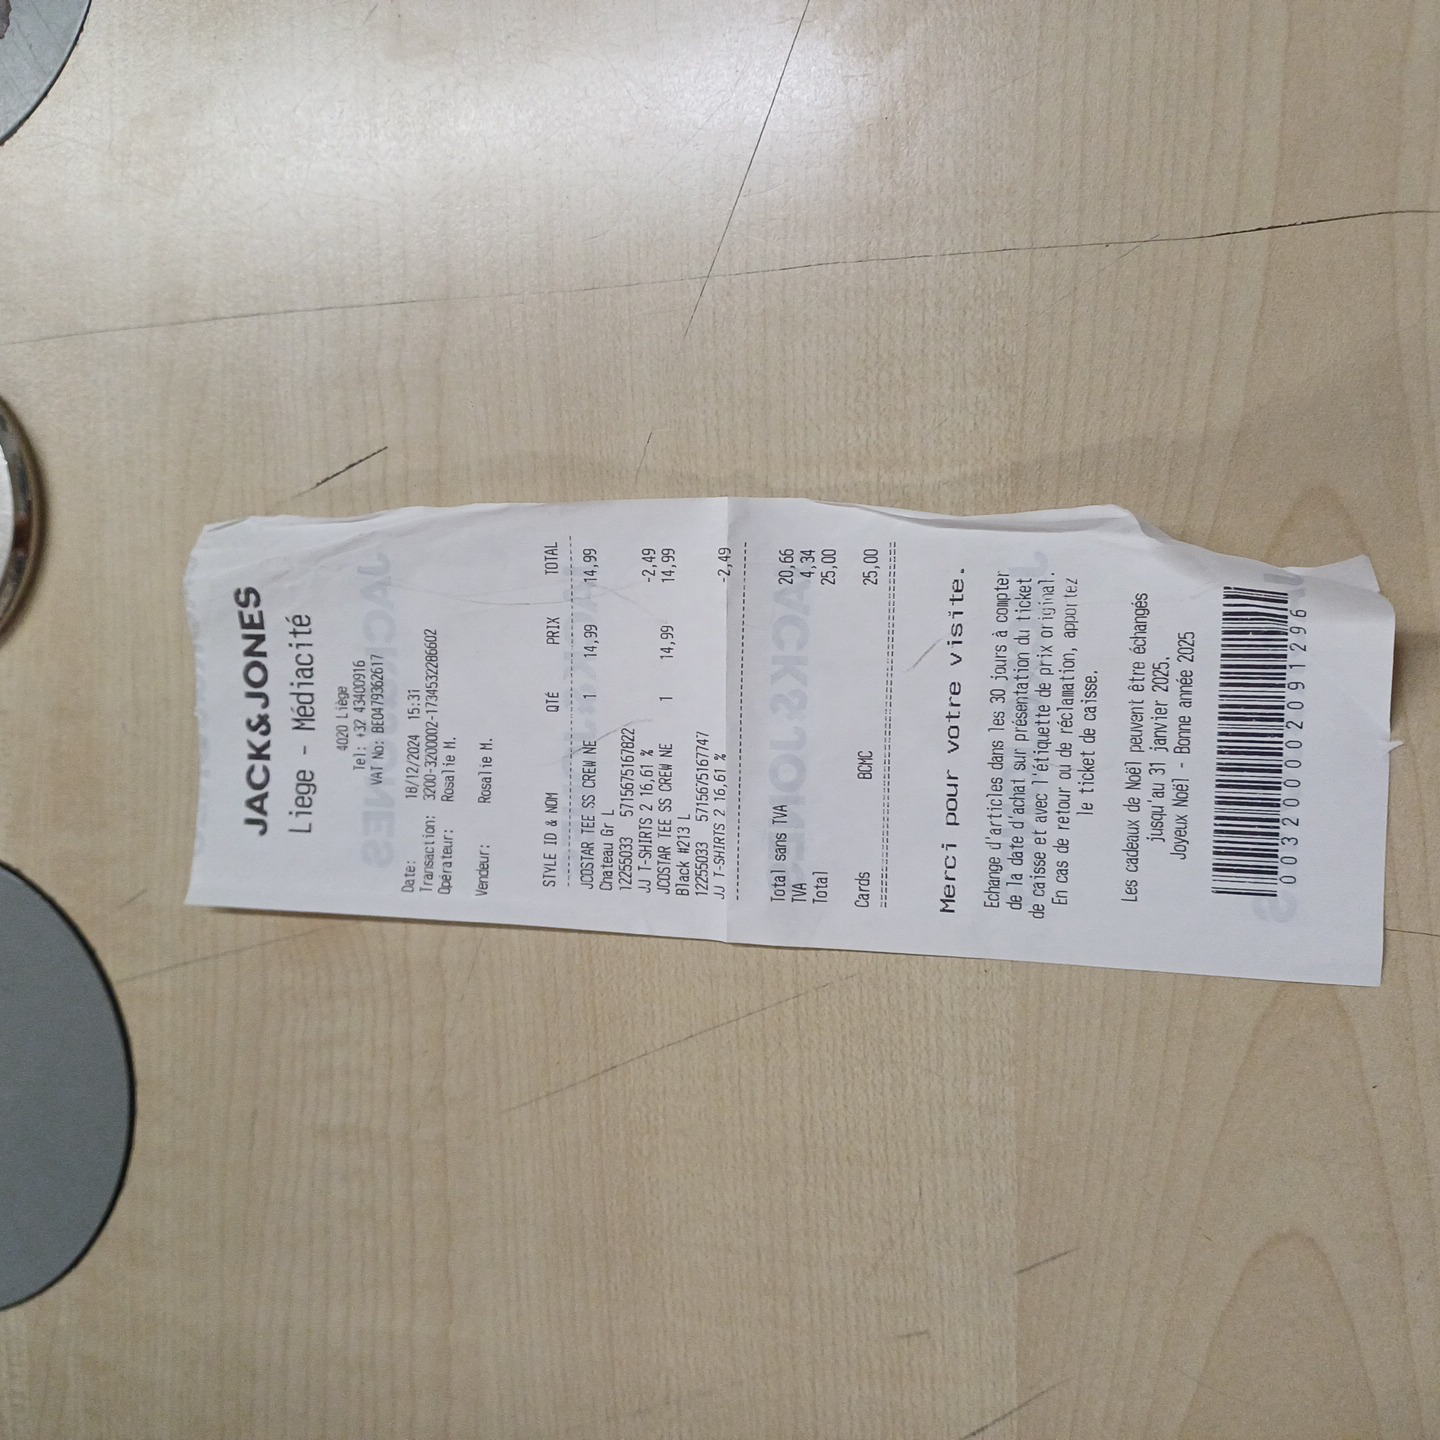 JACK&JONES
Liege - Médiacité
4020 Liège
Tel: +32 43400916
VAT No: BE0479362617
Date: 18/12/2024 15:31
Transaction: 3200-3200002-1734532286602
Opérateur: Rosalie M.
Vendeur: Rosalie M.
STYLE ID & NOM QTÉ PRIX TOTAL
JCOSTAR TEE SS CREW NE 1 14,99 14,99
Chateau Gr L
12255033 5715675167822
JJ T-SHIRTS 2 16,61 % -2,49
JCOSTAR TEE SS CREW NE 1 14,99 14,99
Black #213 L
12255033 5715675167747
JJ T-SHIRTS 2 16,61 % -2,49
Total sans TVA 20,66
TVA 4,34
Total 25,00
Cards BCMC 25,00
Merci pour votre visite.
Echange d'articles dans les 30 jours à compter
de la date d'achat sur présentation du ticket
de caisse et avec l'étiquette de prix original.
En cas de retour ou de réclamation, apportez
le ticket de caisse.
Les cadeaux de Noël peuvent être échangés
jusqu'au 31 janvier 2025.
Joyeux Noël - Bonne année 2025
003200002091296